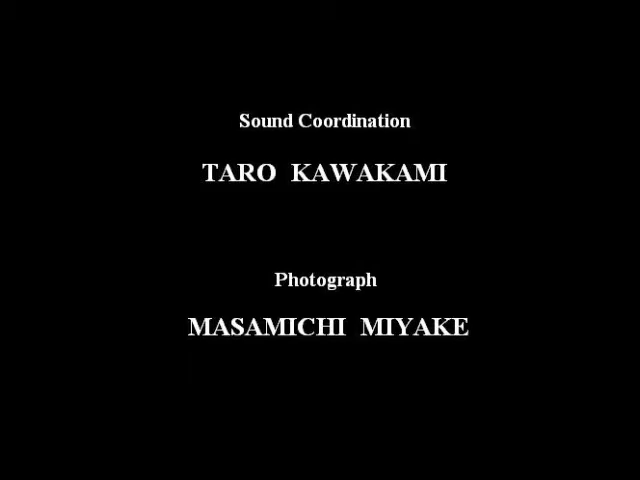 Sound Coordination
TARO KAWAKAMI
Photograph
MASAMICHI MIYAKE